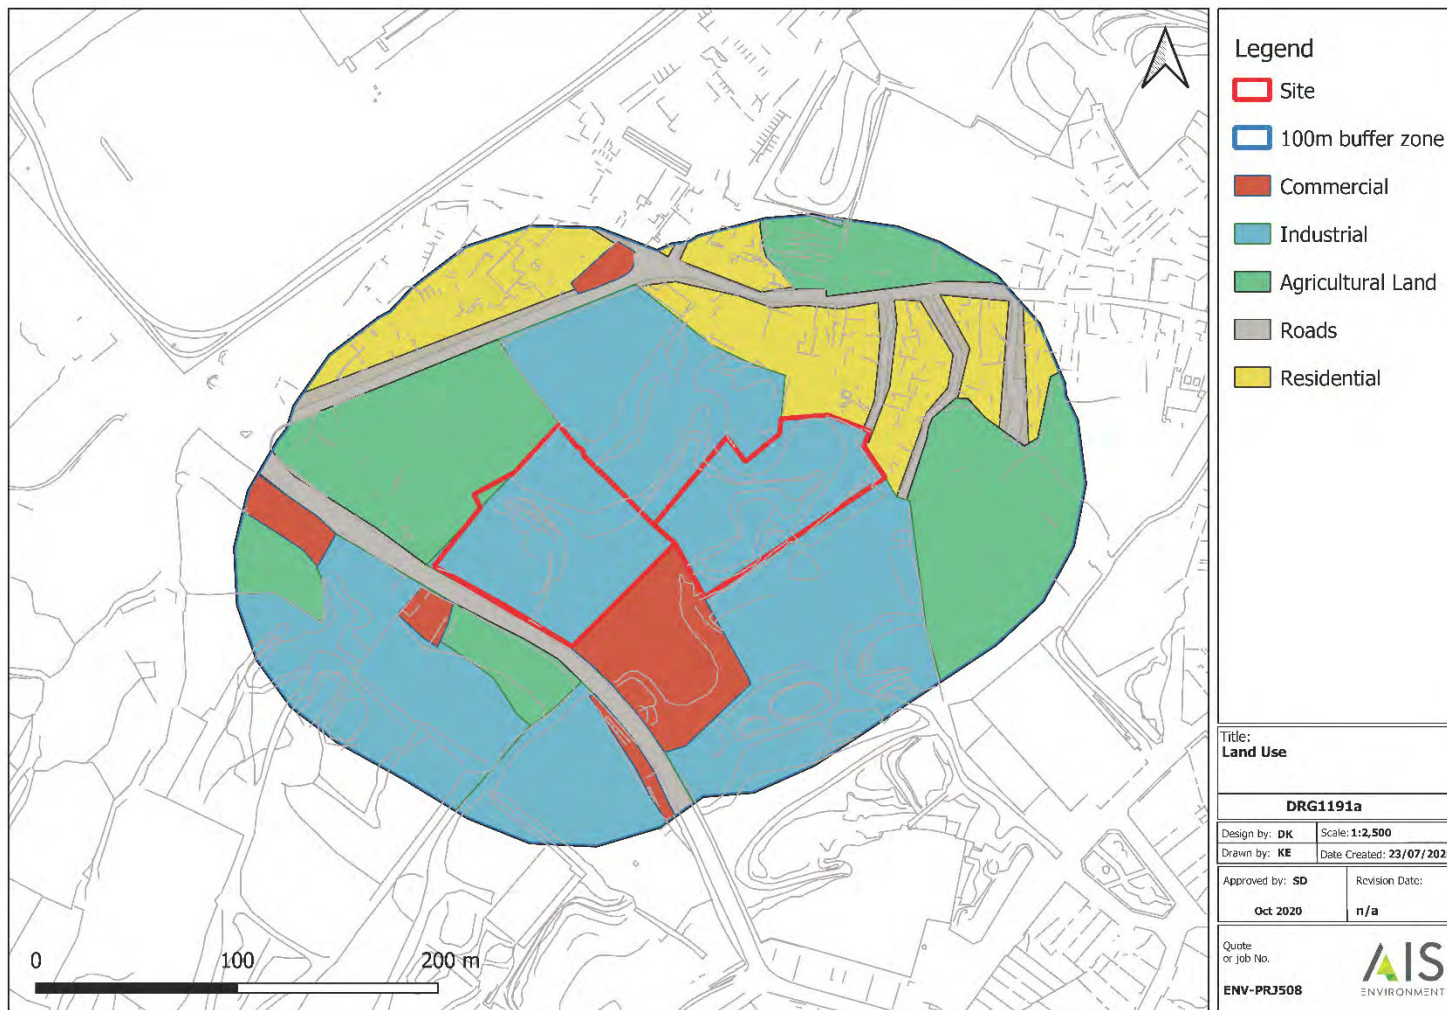 Legend
Site
100m buffer zone
Commercial
Industrial
Agricultural Land
Roads
Residential
0 100 200 m
Title:
Land Use
DRG1191a
Design by: DK Scale: 1:2,500
Drawn by: KE Date Created: 23/07/202
Approved by: SD Revision Date:
Oct 2020 n/a
Quote
or job No.
ENV-PRJ508
AIS
ENVIRONMENT